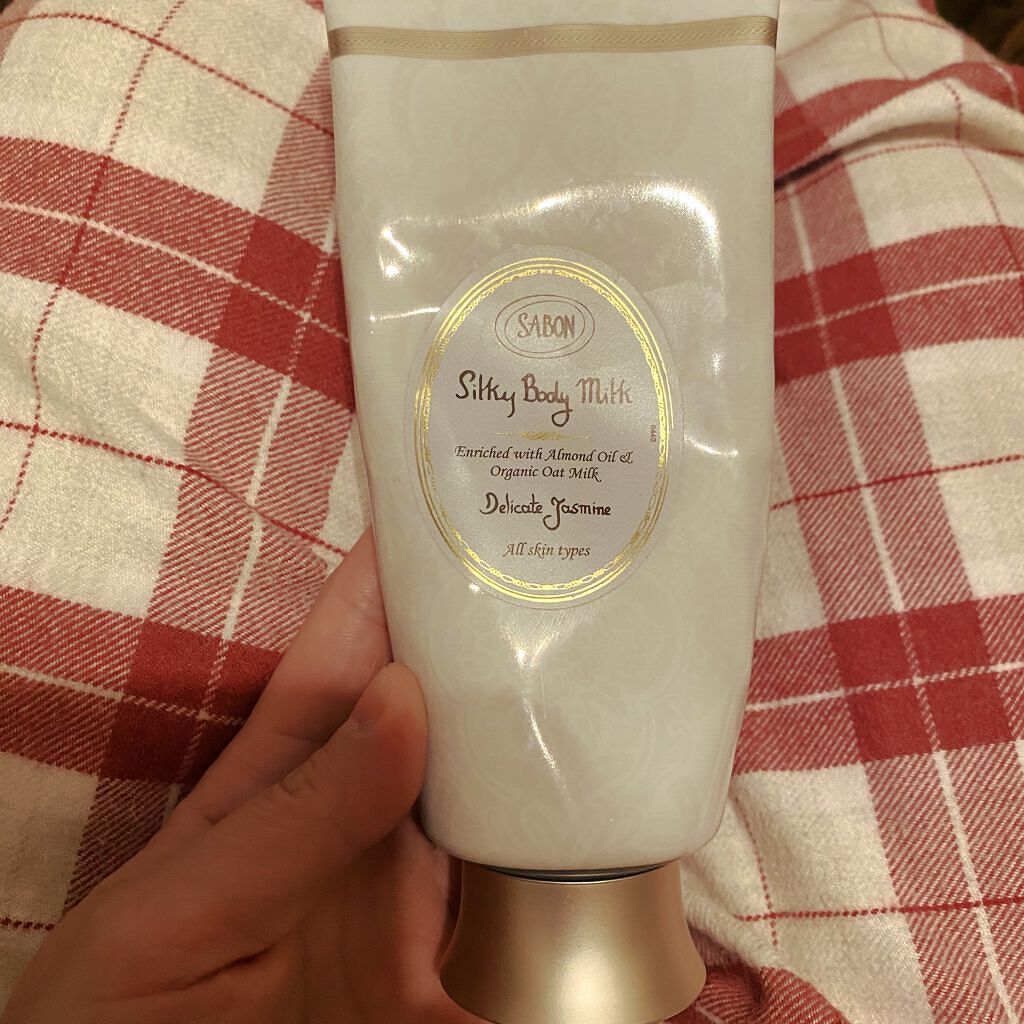 SABON
Silky Body Milk
Enriched with Almond Oil &
Organic Oat Milk
Delicate Jasmine
All skin types